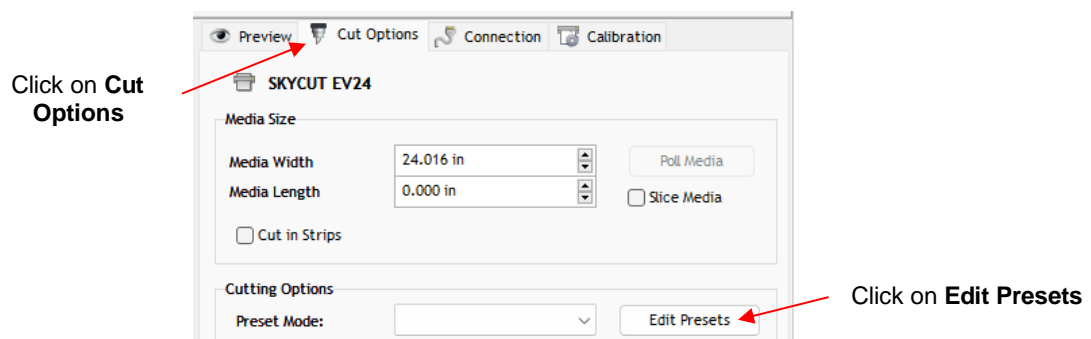 Preview Cut Options Connection Calibration
Click on Cut
Options
SKYCUT EV24
Media Size
Media Width 24.016 in Poll Media
Media Length 0.000 in Slice Media
Cut in Strips
Cutting Options
Preset Mode: Edit Presets
Click on Edit Presets